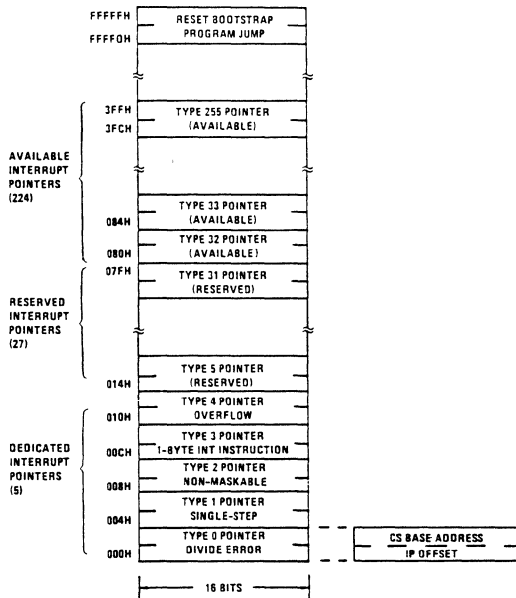 FFFFFH
RESET BOOTSTRAP
PROGRAM JUMP
FFFF0H
3FFH
TYPE 255 POINTER
(AVAILABLE)
3FCH
AVAILABLE
INTERRUPT
POINTERS
(224)
TYPE 33 POINTER
(AVAILABLE)
084H
TYPE 32 POINTER
(AVAILABLE)
080H
07FH
TYPE 31 POINTER
(RESERVED)
RESERVED
INTERRUPT
POINTERS
(27)
TYPE 5 POINTER
(RESERVED)
014H
TYPE 4 POINTER
OVERFLOW
010H
TYPE 3 POINTER
1-BYTE INT INSTRUCTION
00CH
DEDICATED
INTERRUPT
POINTERS
(5)
TYPE 2 POINTER
NON-MASKABLE
008H
TYPE 1 POINTER
SINGLE-STEP
004H
TYPE 0 POINTER
DIVIDE ERROR
000H
CS BASE ADDRESS
IP OFFSET
16 BITS